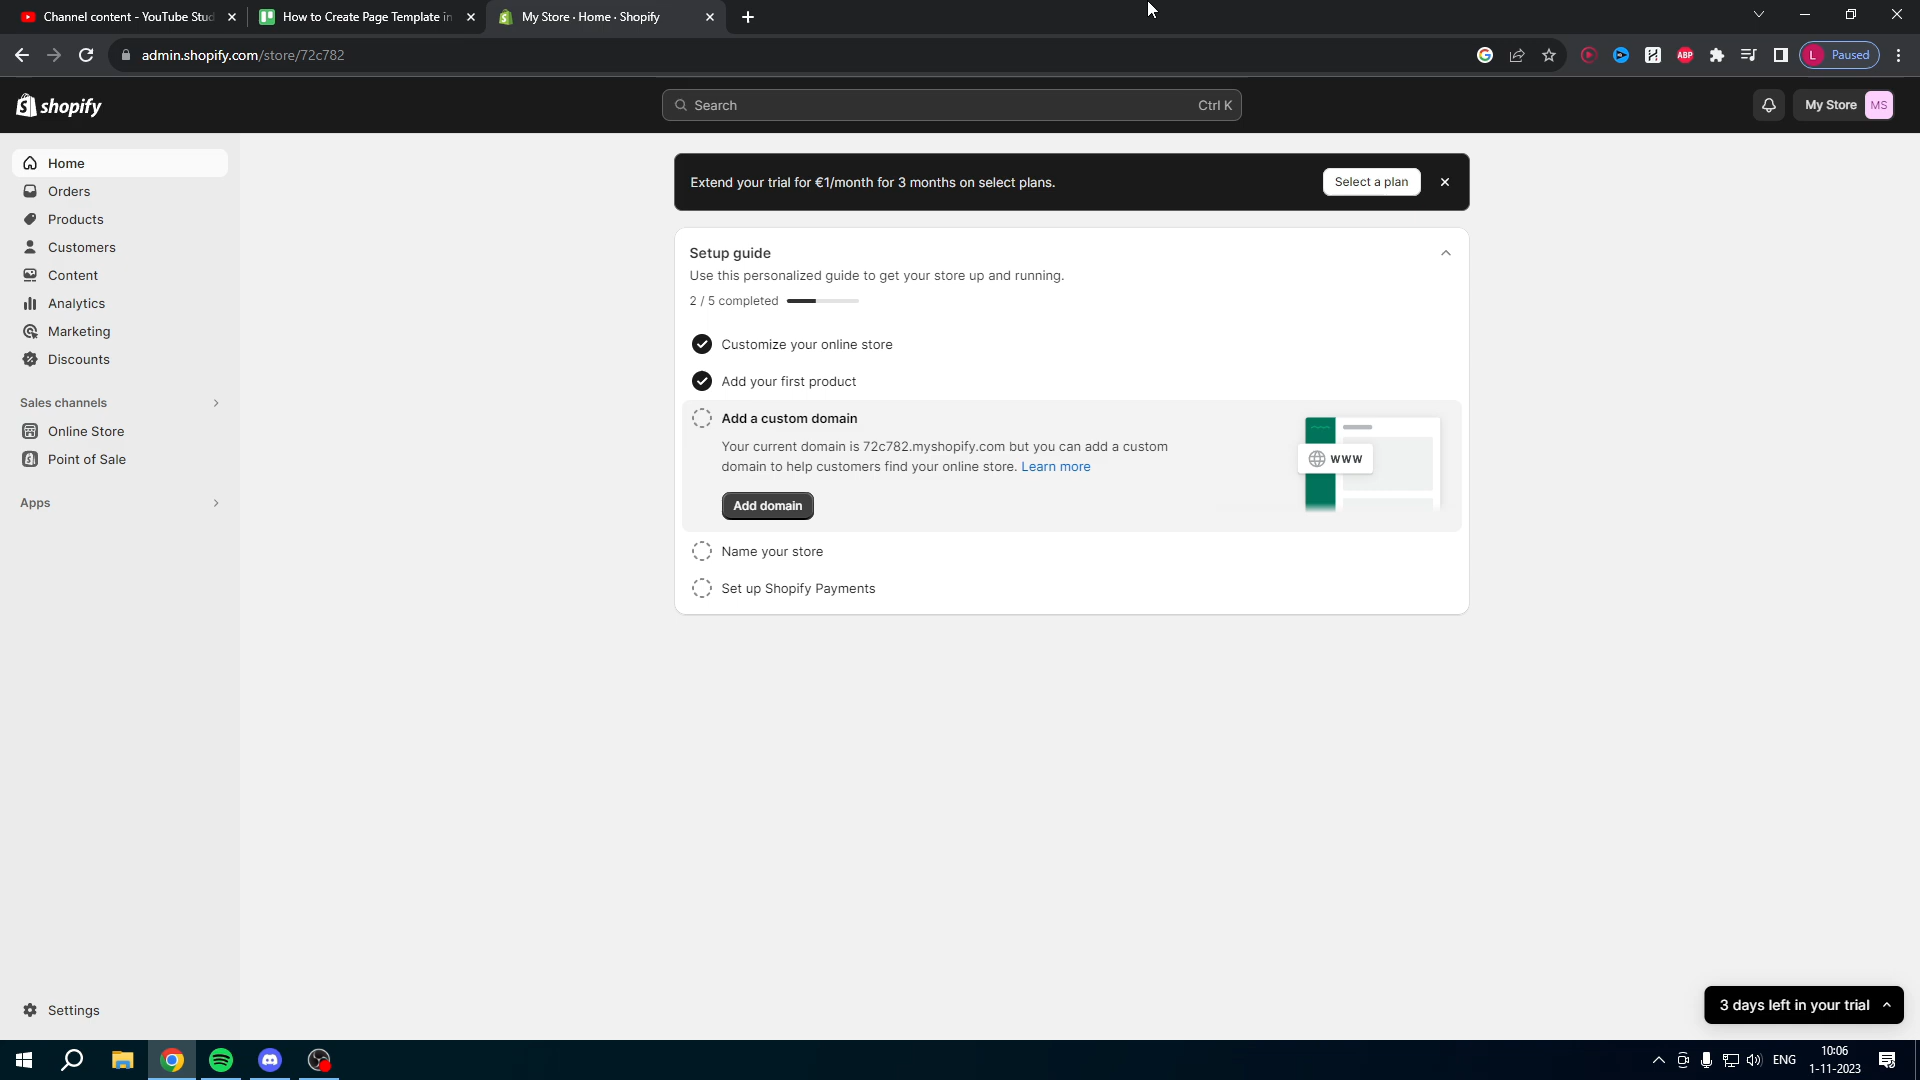 Channel content - YouTube Stud
How to Create Page Template in
My Store · Home · Shopify
admin.shopify.com/store/72c782
ABP
L Paused
shopify
Search
Ctrl K
My Store MS
Home
Orders
Products
Customers
Content
Analytics
Marketing
Discounts
Sales channels
Online Store
Point of Sale
Apps
Settings
Extend your trial for €1/month for 3 months on select plans.
Select a plan
Setup guide
Use this personalized guide to get your store up and running.
2 / 5 completed
Customize your online store
Add your first product
Add a custom domain
Your current domain is 72c782.myshopify.com but you can add a custom
domain to help customers find your online store. Learn more
Add domain
www
Name your store
Set up Shopify Payments
3 days left in your trial
ENG
10:06
1-11-2023